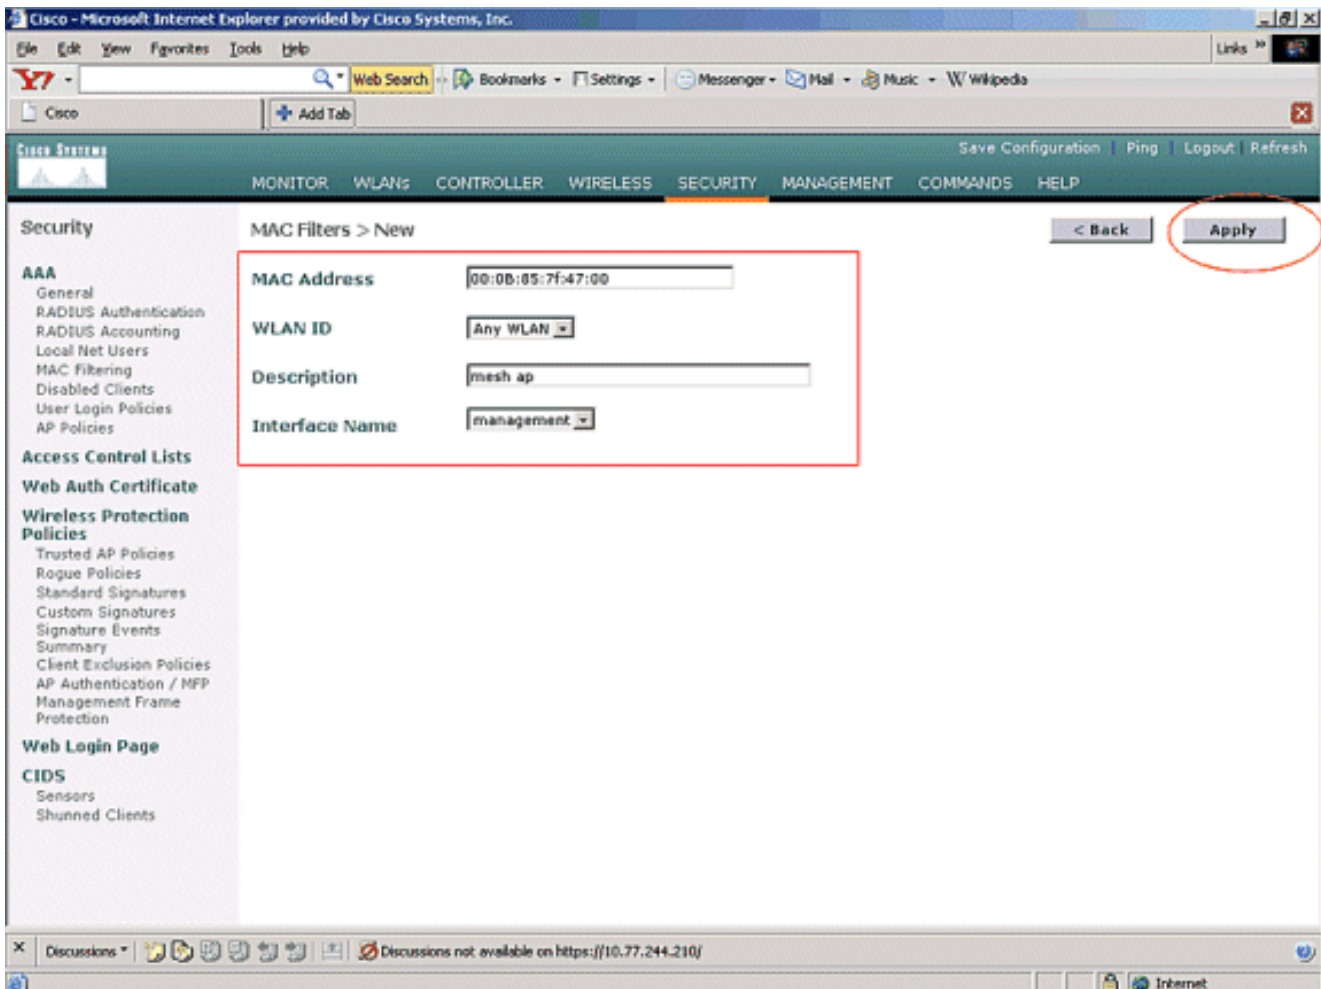 Cisco - Microsoft Internet Explorer provided by Cisco Systems, Inc.
File Edit View Favorites Tools Help Links »
Y7 - Web Search Bookmarks Settings Messenger Mail Music W Wikipedia
Cisco Add Tab
Cisco Systems
Save Configuration | Ping | Logout | Refresh
MONITOR WLANs CONTROLLER WIRELESS SECURITY MANAGEMENT COMMANDS HELP
Security
MAC Filters > New
< Back
Apply
AAA
General
RADIUS Authentication
RADIUS Accounting
Local Net Users
MAC Filtering
Disabled Clients
User Login Policies
AP Policies
Access Control Lists
Web Auth Certificate
Wireless Protection
Policies
Trusted AP Policies
Rogue Policies
Standard Signatures
Custom Signatures
Signature Events
Summary
Client Exclusion Policies
AP Authentication / MFP
Management Frame
Protection
Web Login Page
CIDS
Sensors
Shunned Clients
MAC Address 00:0B:85:7f:47:00
WLAN ID Any WLAN
Description mesh ap
Interface Name management
Discussions Discussions not available on https://10.77.244.210/
Internet